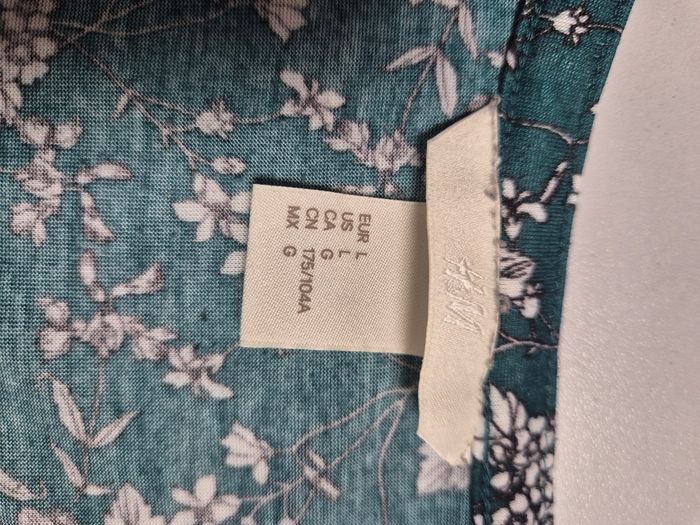 H&M
EUR L
US L
CA G
CN 175/104A
MX G